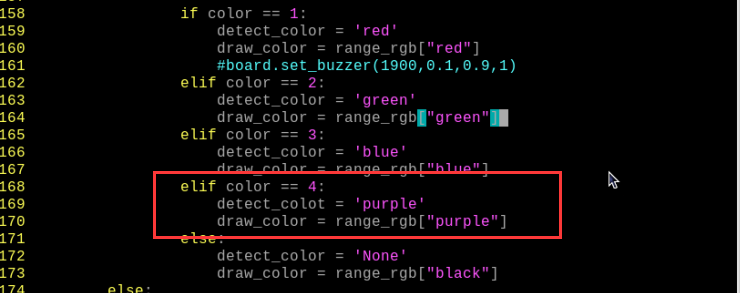 158 if color == 1:
159 detect_color = 'red'
160 draw_color = range_rgb["red"]
161 #board.set_buzzer(1900,0.1,0.9,1)
162 elif color == 2:
163 detect_color = 'green'
164 draw_color = range_rgb["green"]
165 elif color == 3:
166 detect_color = 'blue'
167 draw_color = range_rgb["blue"]
168 elif color == 4:
169 detect_colot = 'purple'
170 draw_color = range_rgb["purple"]
171 else:
172 detect_color = 'None'
173 draw_color = range_rgb["black"]
174 else: